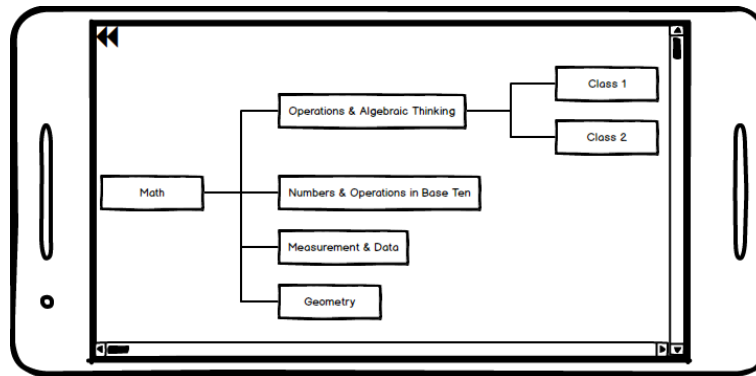 Class 1
Operations & Algebraic Thinking
Class 2
Math
Numbers & Operations in Base Ten
Measurement & Data
Geometry